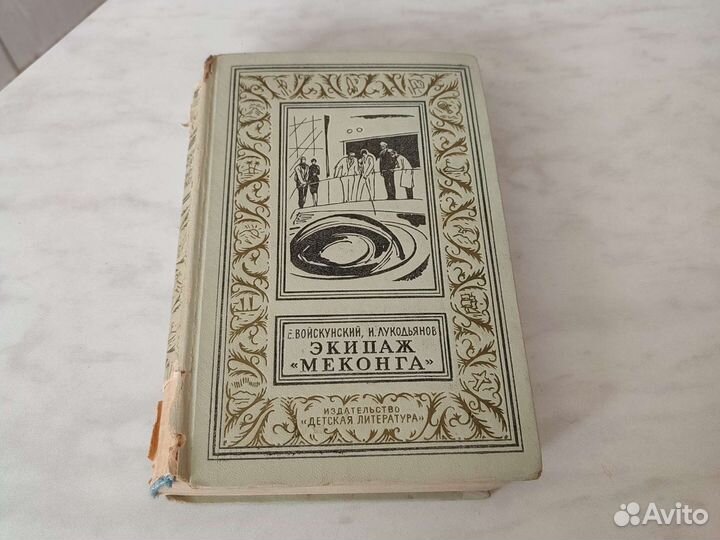 Е. ВОЙСКУНСКИЙ, И. ЛУКОДЬЯНОВ
ЭКИПАЖ
«МЕКОНГА»
ИЗДАТЕЛЬСТВО
«ДЕТСКАЯ ЛИТЕРАТУРА»
Avito